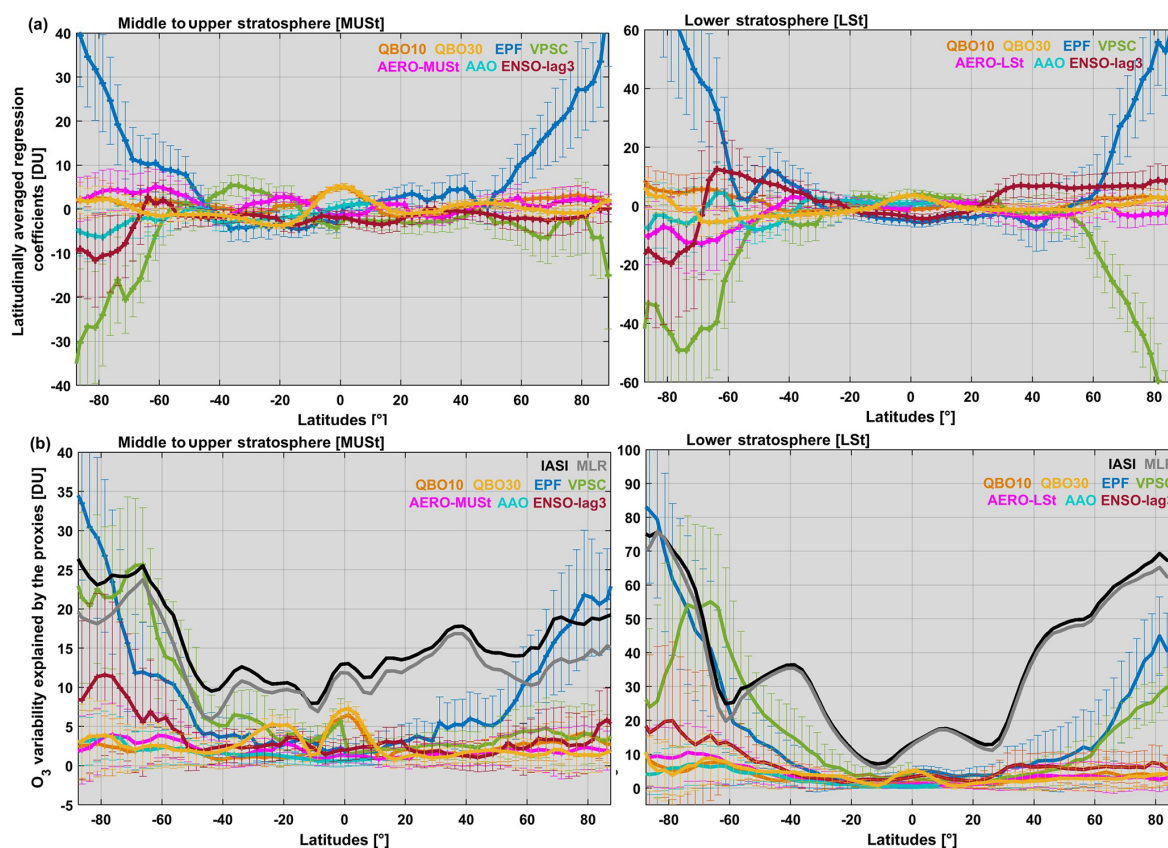 (a)
Middle to upper stratosphere [MUSt]
QBO10 QBO30 EPF VPSC
AERO-MUSt AAO ENSO-lag3
Latitudinally averaged regression
coefficients [DU]
40
30
20
10
0
-10
-20
-30
-40
-80 -60 -40 -20 0 20 40 60 80
Latitudes [°]
Lower stratosphere [LSt]
QBO10 QBO30 EPF VPSC
AERO-LSt AAO ENSO-lag3
60
40
20
0
-20
-40
-60
-80 -60 -40 -20 0 20 40 60 80
Latitudes [°]
(b)
Middle to upper stratosphere [MUSt]
IASI MLR
QBO10 QBO30 EPF VPSC
AERO-MUSt AAO ENSO-lag3
O3 variability explained by the proxies [DU]
40
35
30
25
20
15
10
5
0
-5
-80 -60 -40 -20 0 20 40 60 80
Latitudes [°]
Lower stratosphere [LSt]
IASI MLR
QBO10 QBO30 EPF VPSC
AERO-LSt AAO ENSO-lag3
100
90
80
70
60
50
40
30
20
10
0
-80 -60 -40 -20 0 20 40 60 80
Latitudes [°]